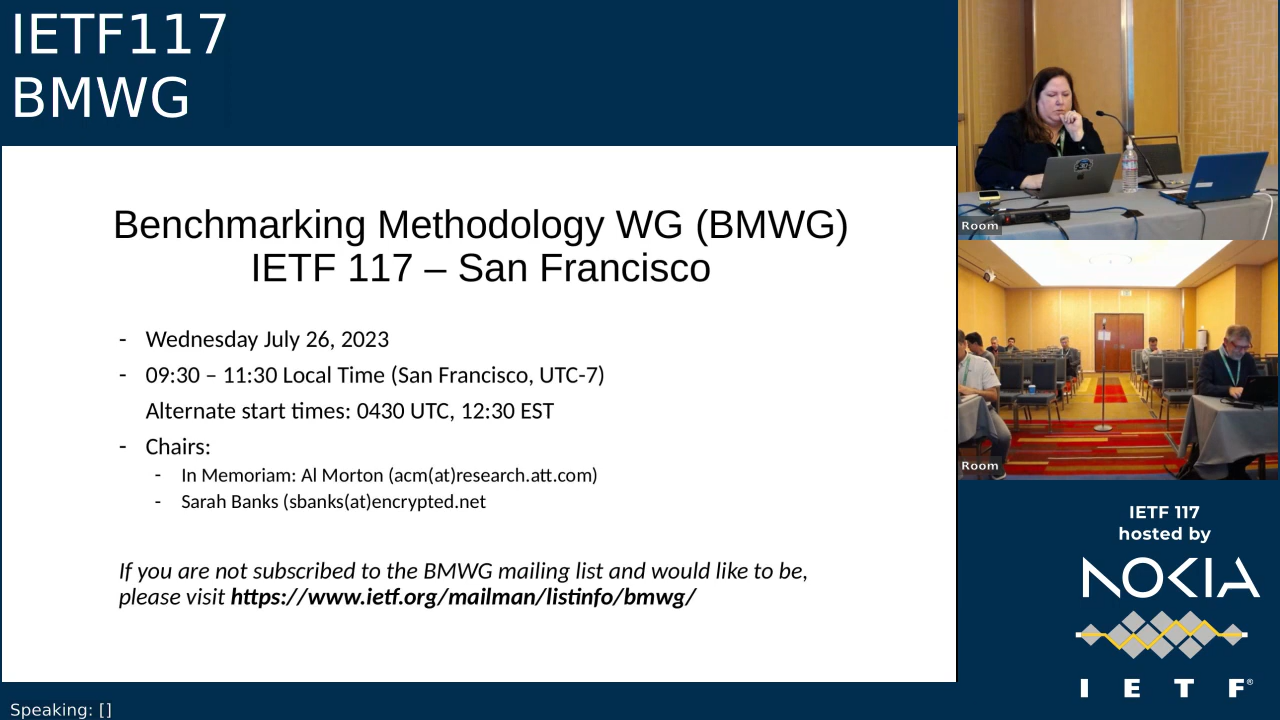 IETF117
BMWG
Benchmarking Methodology WG (BMWG)
IETF 117 – San Francisco
- Wednesday July 26, 2023
- 09:30 – 11:30 Local Time (San Francisco, UTC-7)
Alternate start times: 0430 UTC, 12:30 EST
- Chairs:
- In Memoriam: Al Morton (acm(at)research.att.com)
- Sarah Banks (sbanks(at)encrypted.net
If you are not subscribed to the BMWG mailing list and would like to be,
please visit https://www.ietf.org/mailman/listinfo/bmwg/
Room
Room
IETF 117
hosted by
NOKIA
I E T F®
Speaking: []